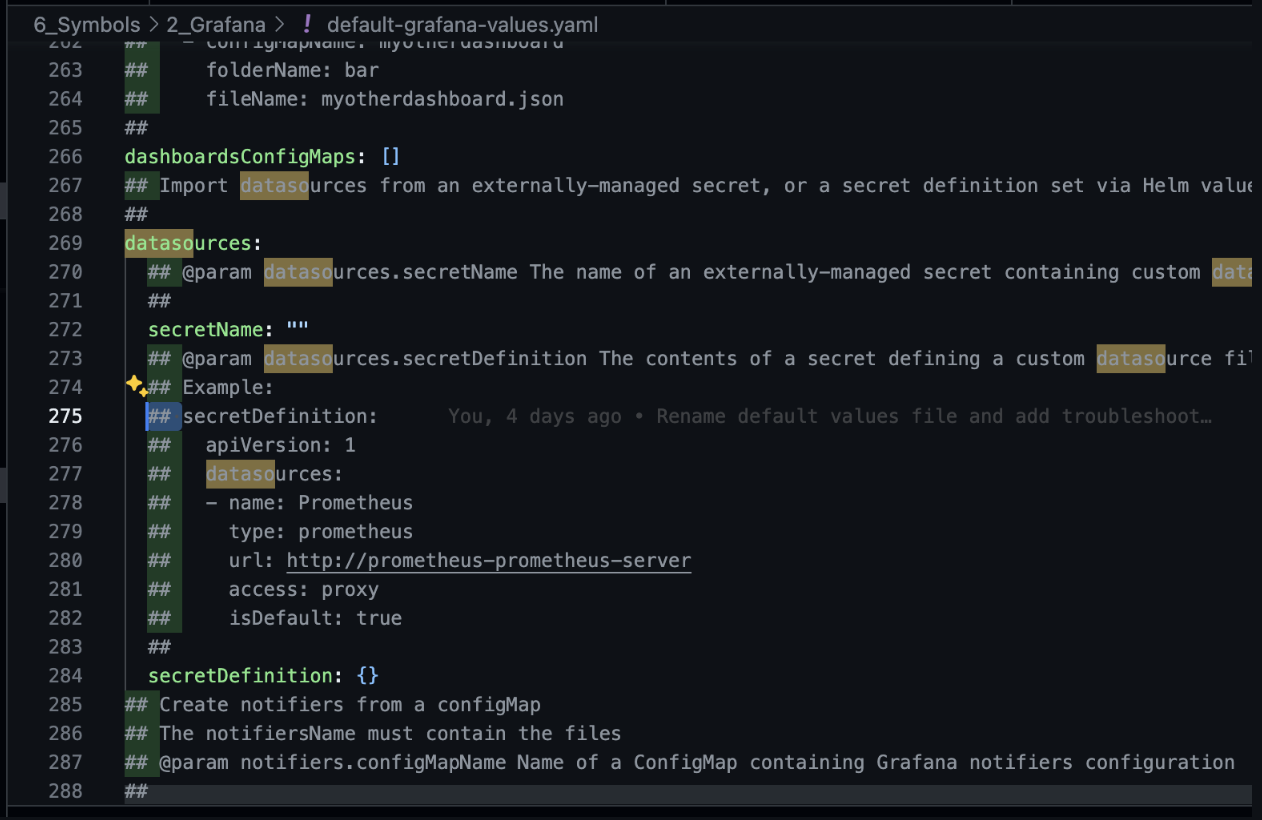 6_Symbols > 2_Grafana > ! default-grafana-values.yaml
262 ## - configMapName: myotherdashboard
263 ## folderName: bar
264 ## fileName: myotherdashboard.json
265 ##
266 dashboardsConfigMaps: []
267 ## Import datasources from an externally-managed secret, or a secret definition set via Helm value
268 ##
269 datasources:
270 ## @param datasources.secretName The name of an externally-managed secret containing custom data
271 ##
272 secretName: ""
273 ## @param datasources.secretDefinition The contents of a secret defining a custom datasource fil
274 ## Example:
275 ## secretDefinition: You, 4 days ago • Rename default values file and add troubleshoot…
276 ## apiVersion: 1
277 ## datasources:
278 ## - name: Prometheus
279 ## type: prometheus
280 ## url: http://prometheus-prometheus-server
281 ## access: proxy
282 ## isDefault: true
283 ##
284 secretDefinition: {}
285 ## Create notifiers from a configMap
286 ## The notifiersName must contain the files
287 ## @param notifiers.configMapName Name of a ConfigMap containing Grafana notifiers configuration
288 ##